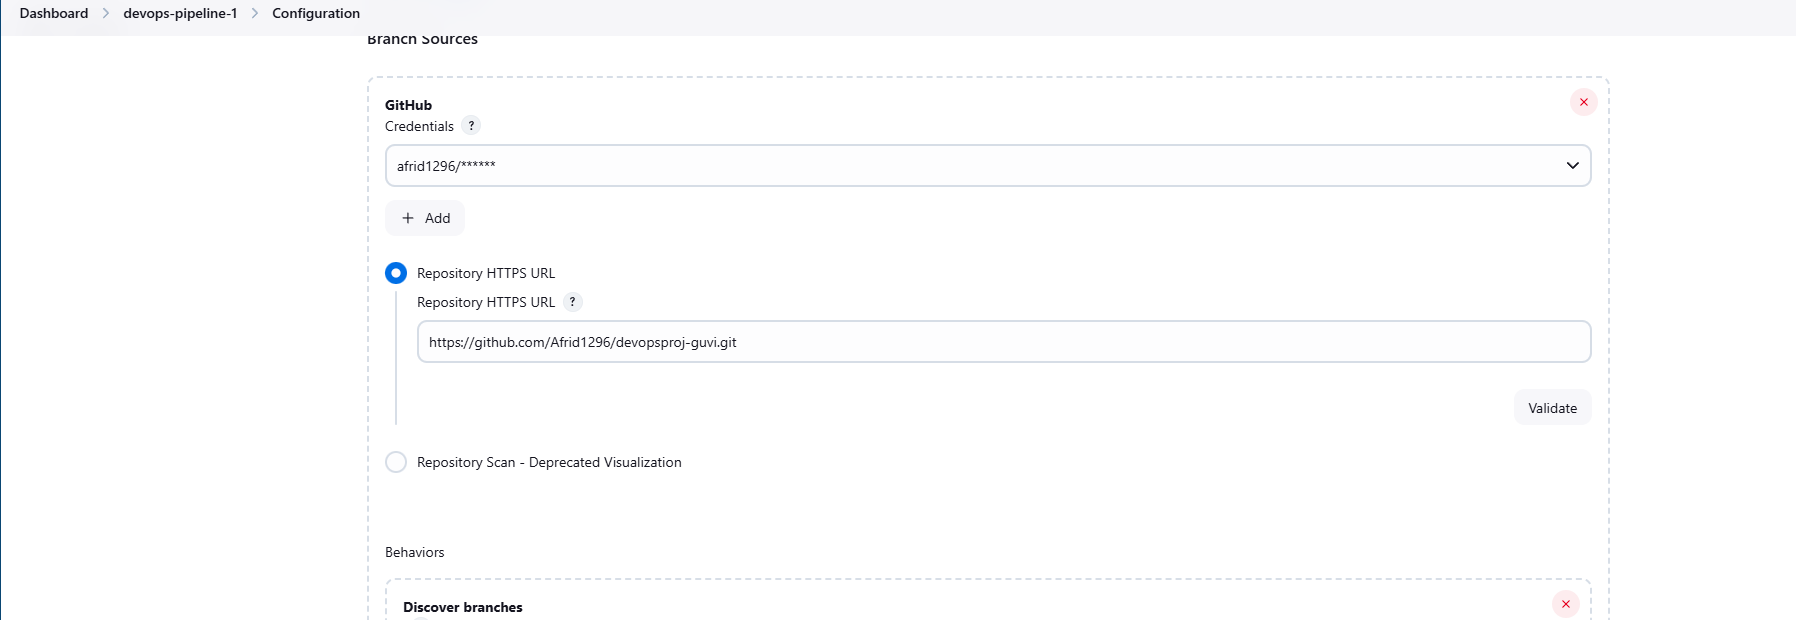 Dashboard > devops-pipeline-1 > Configuration
Branch Sources
GitHub
Credentials ?
afrid1296/******
+ Add
Repository HTTPS URL
Repository HTTPS URL ?
https://github.com/Afrid1296/devopsproj-guvi.git
Validate
Repository Scan - Deprecated Visualization
Behaviors
Discover branches